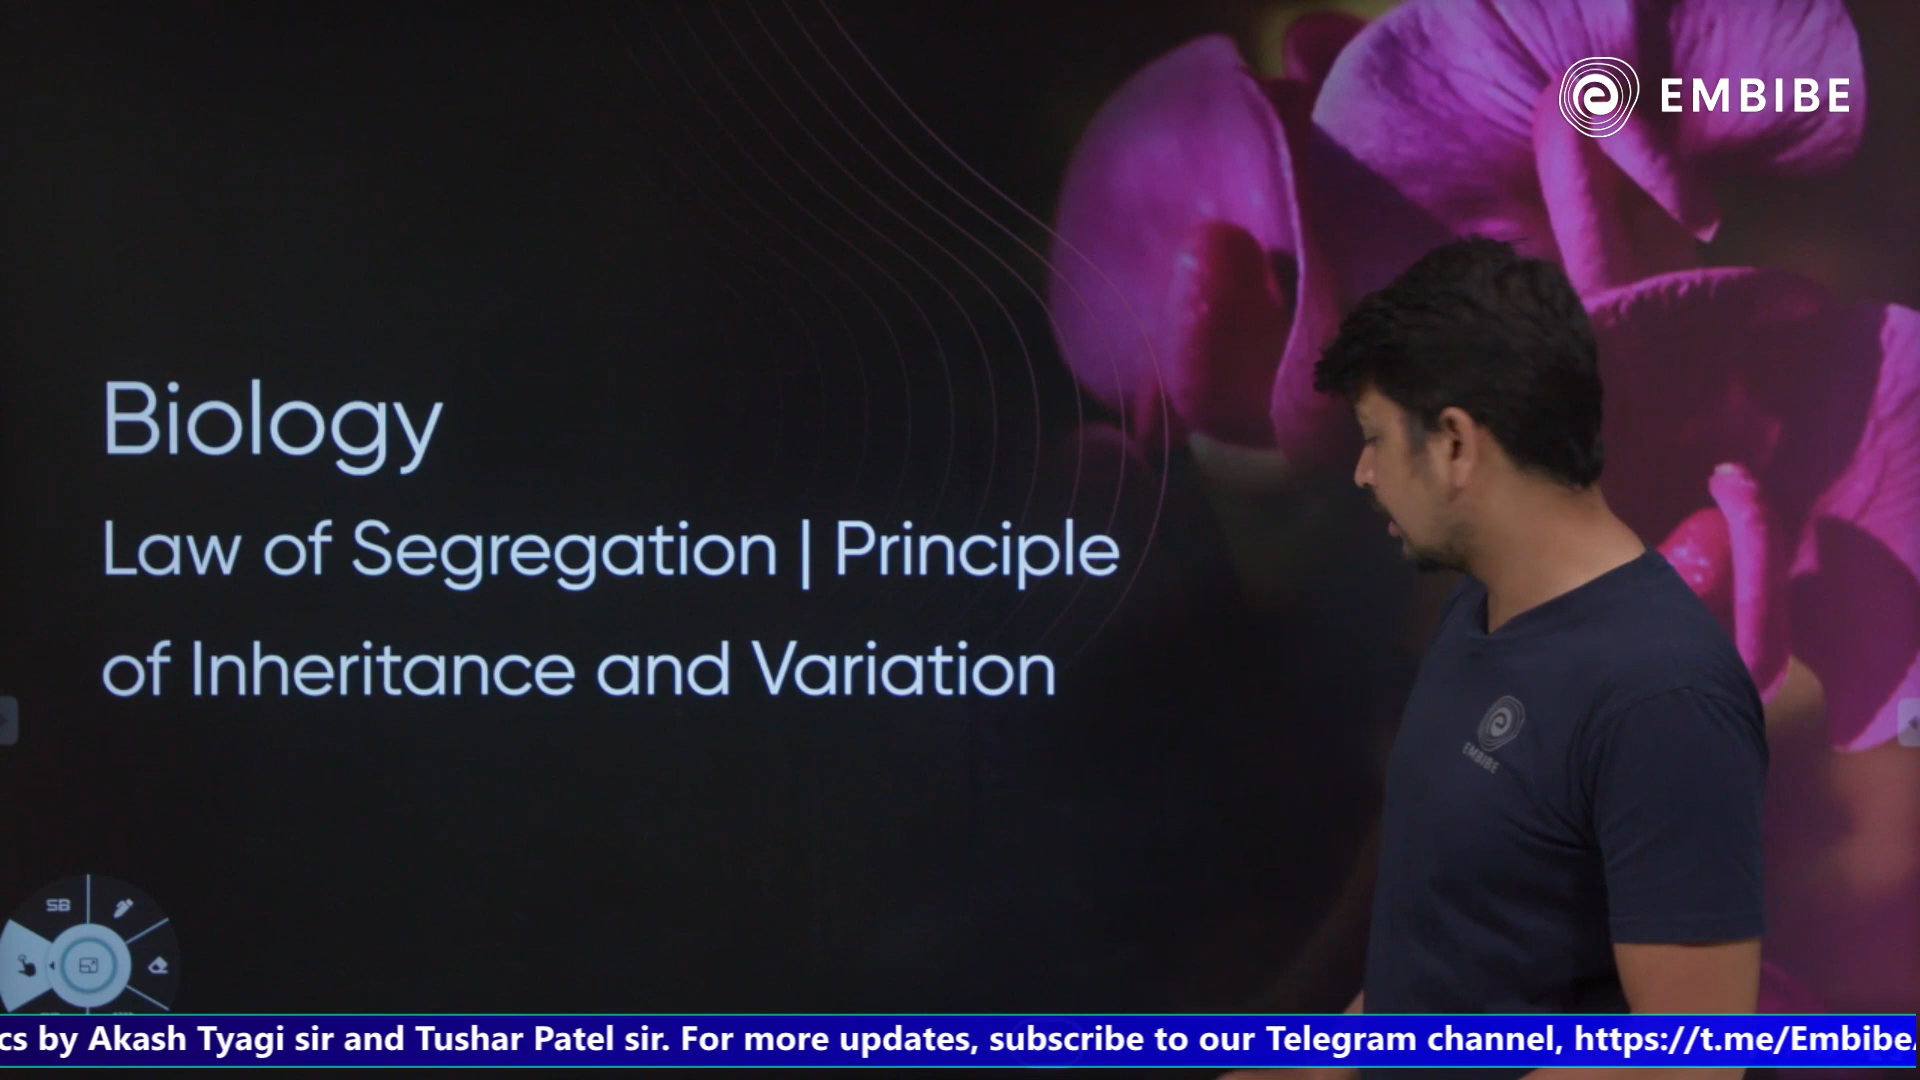 EMBIBE
Biology
Law of Segregation | Principle
of Inheritance and Variation
EMBIBE
SB
cs by Akash Tyagi sir and Tushar Patel sir. For more updates, subscribe to our Telegram channel, https://t.me/Embibe